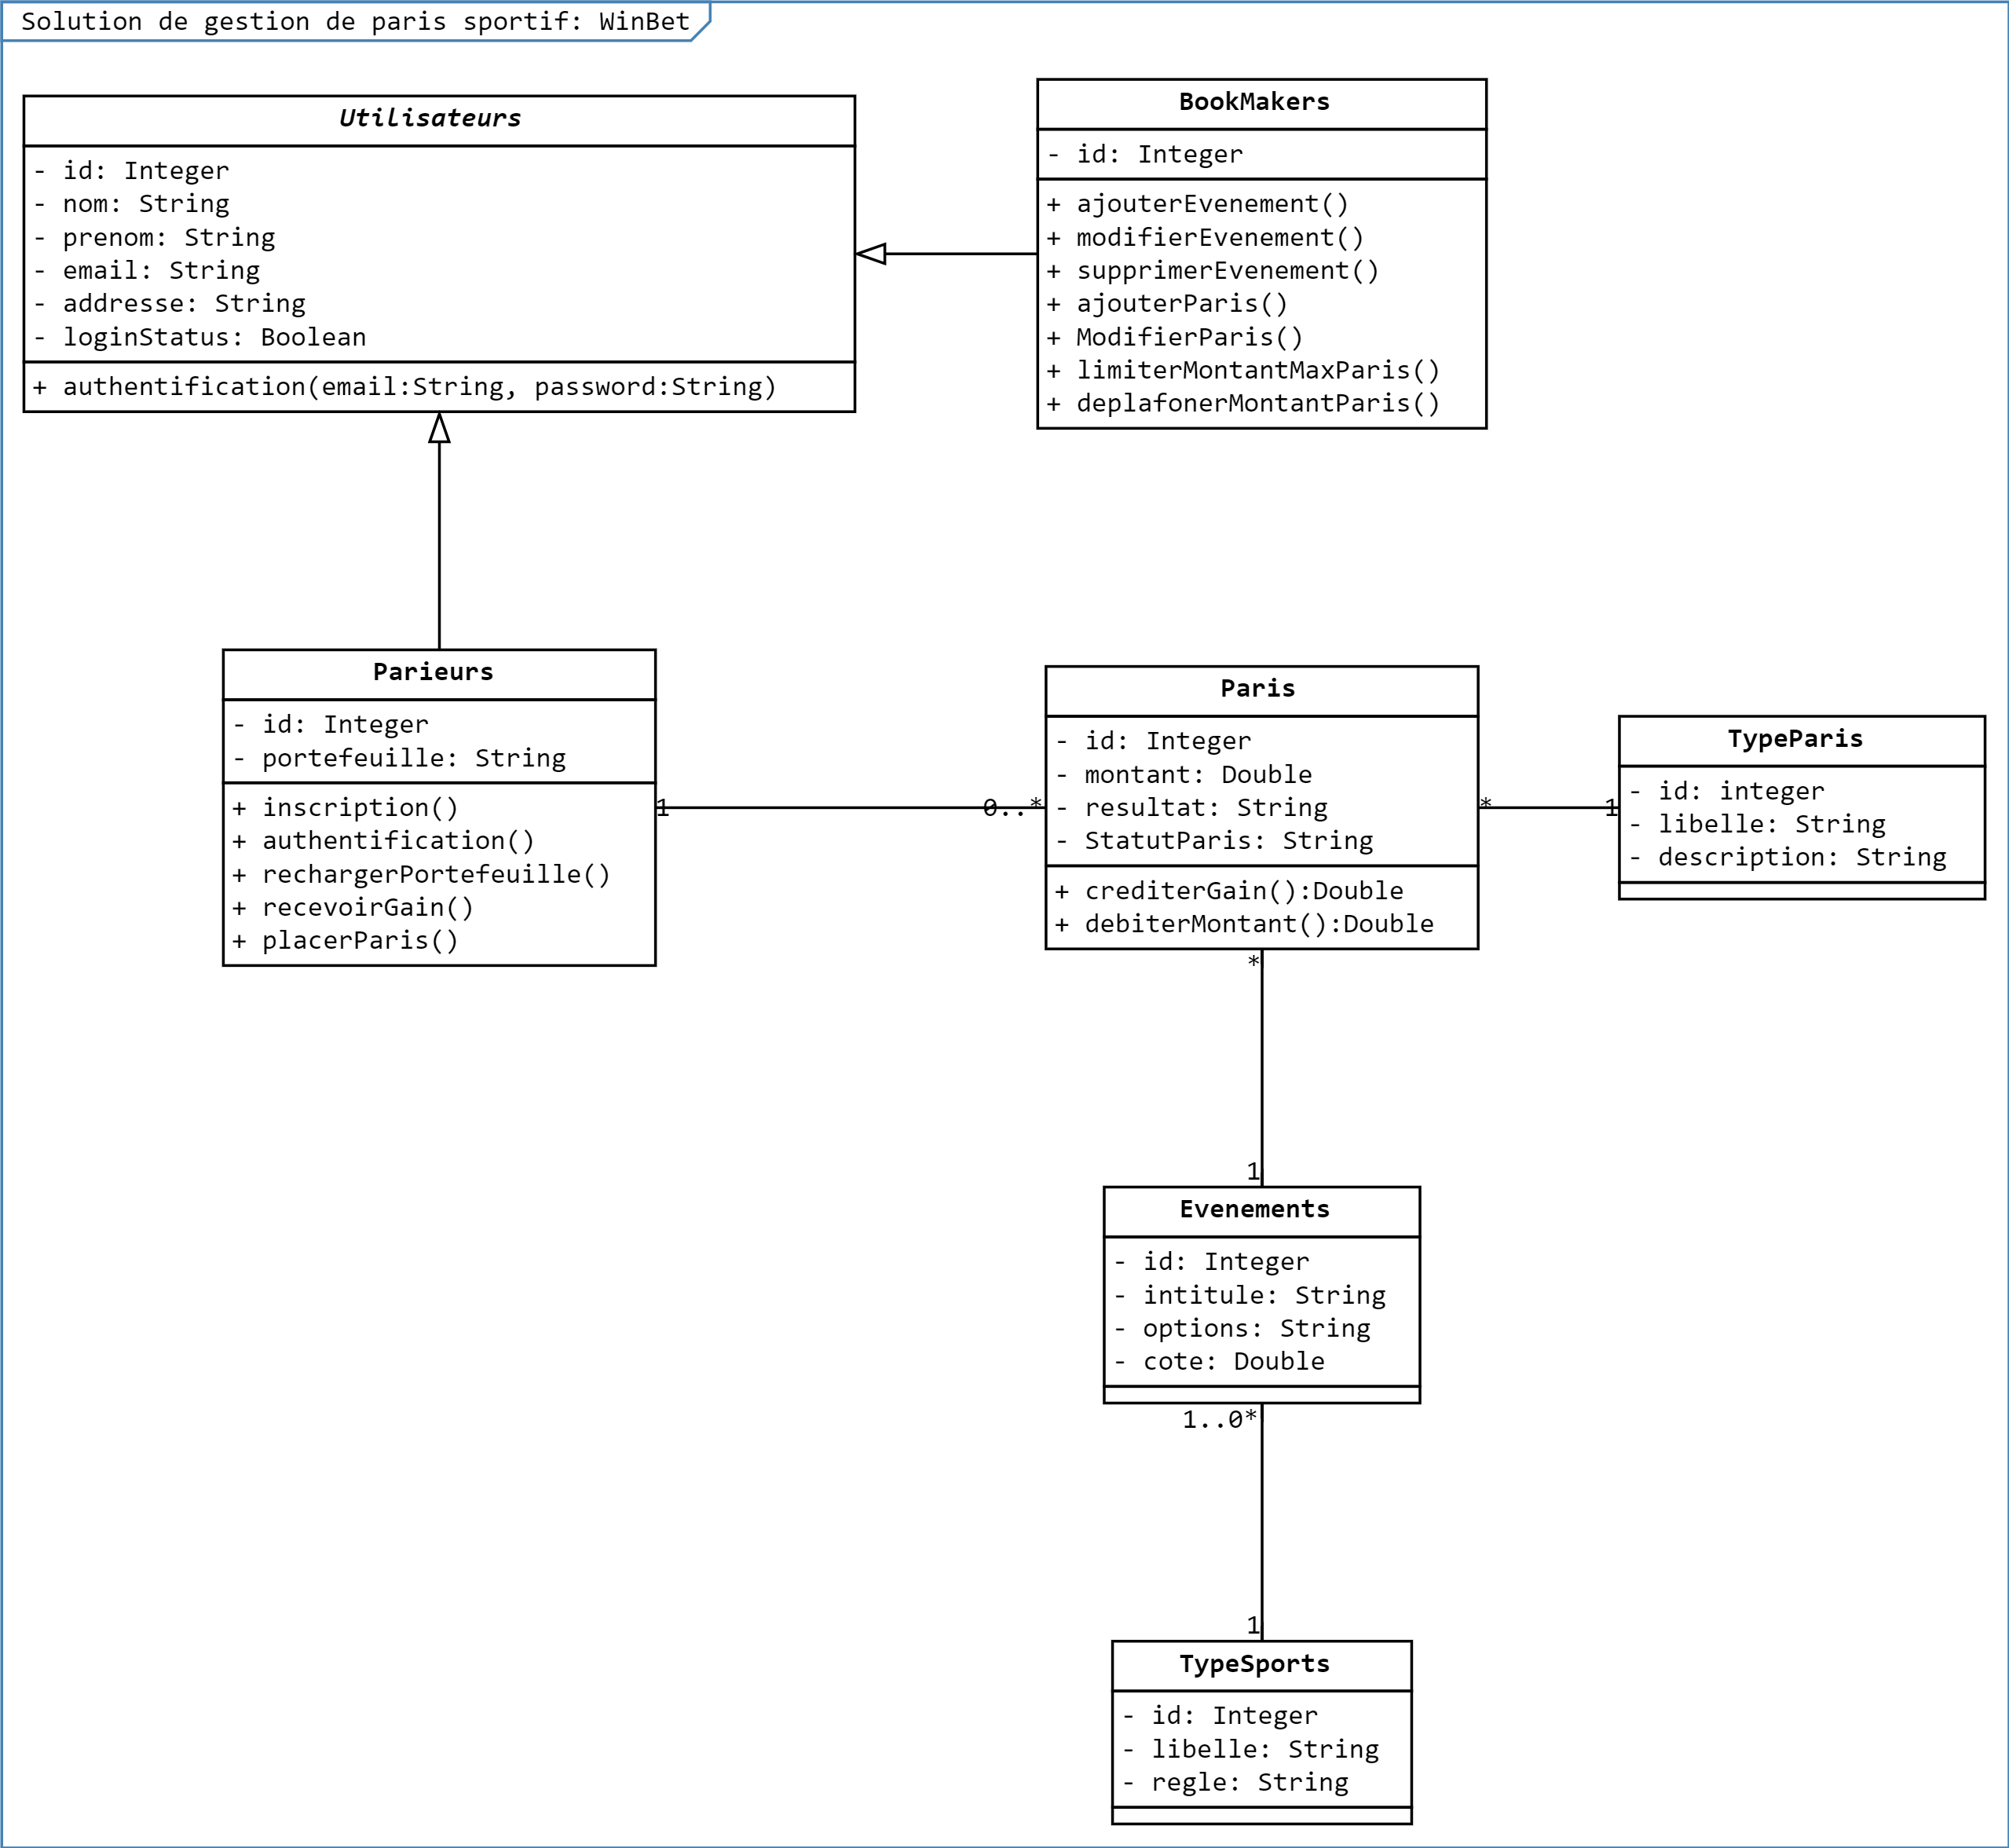 Solution de gestion de paris sportif: WinBet
Utilisateurs
- id: Integer
- nom: String
- prenom: String
- email: String
- addresse: String
- loginStatus: Boolean
+ authentification(email:String, password:String)
BookMakers
- id: Integer
+ ajouterEvenement()
+ modifierEvenement()
+ supprimerEvenement()
+ ajouterParis()
+ ModifierParis()
+ limiterMontantMaxParis()
+ deplafonerMontantParis()
Parieurs
- id: Integer
- portefeuille: String
+ inscription()
+ authentification()
+ rechargerPortefeuille()
+ recevoirGain()
+ placerParis()
1
0..*
Paris
- id: Integer
- montant: Double
- resultat: String
- StatutParis: String
+ crediterGain():Double
+ debiterMontant():Double
*
1
TypeParis
- id: integer
- libelle: String
- description: String
*
1
Evenements
- id: Integer
- intitule: String
- options: String
- cote: Double
1..0*
1
TypeSports
- id: Integer
- libelle: String
- regle: String